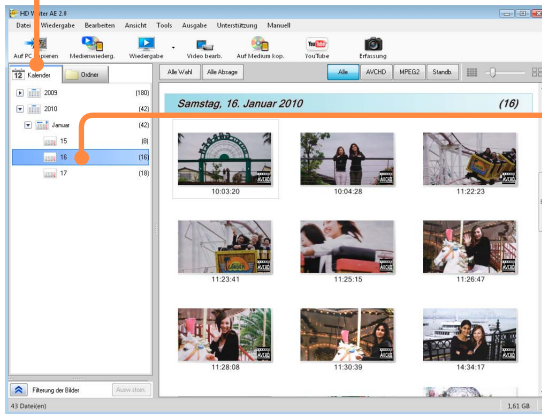 HD Writer AE 2.#
Datei Wiedergabe Bearbeiten Ansicht Tools Ausgabe Unterstützung Manuell
Auf PC kopieren Medienwiederg. Wiedergabe Video bearb. Auf Medium kop. YouTube Erfassung
12 Kalender Ordner Alle Wahl Alle Absage Alle AVCHD MPEG2 Standb.
2009 (180)
2010 (42)
Januar (42)
15 (8)
16 (16)
17 (18)
Samstag, 16. Januar 2010 (16)
10:03:20 10:04:28 11:22:23
11:23:41 11:25:15 11:26:47
11:28:08 11:30:39 14:34:17
Filterung der Bilder
43 Datei(en) 1,61 GB